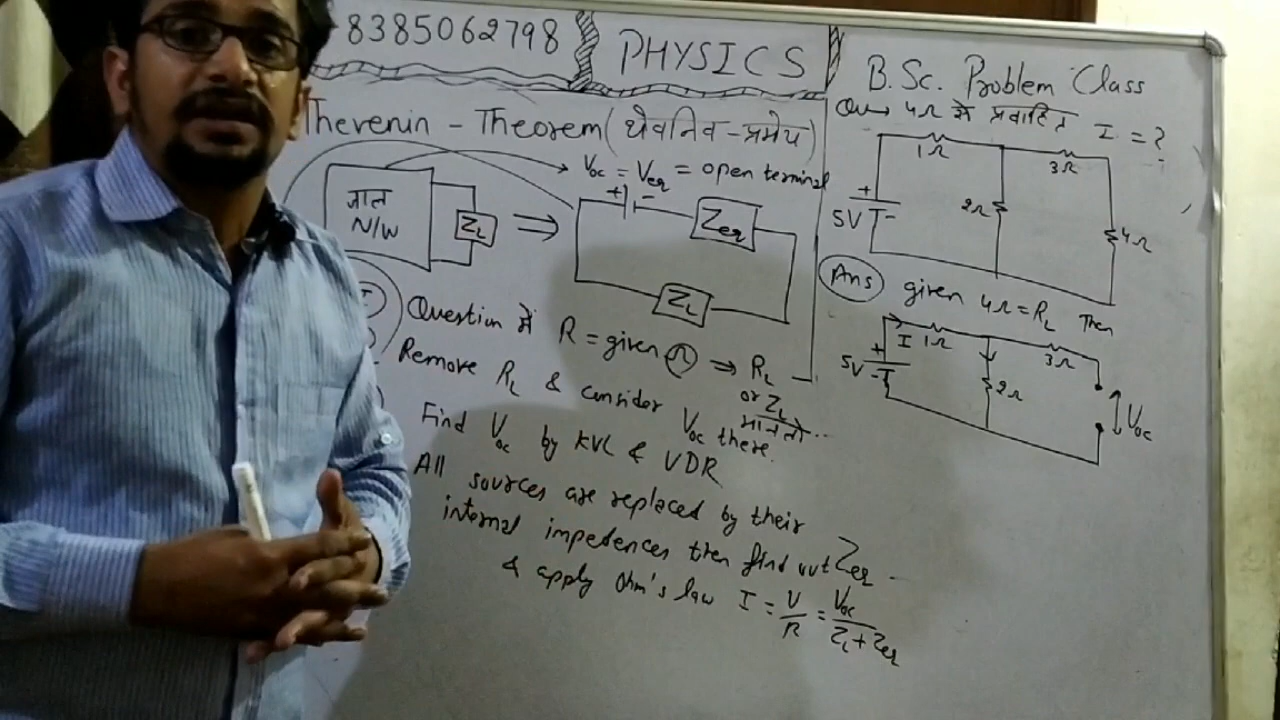 8385062798
PHYSICS
B.Sc. Problem Class
Thevenin - Theorem (थेवनिन - प्रमेय)
Voc = Veq = open terminal
ज्ञात
N/W
ZL
⇒
+ -
Zeq
ZL
Question में R = given Ω ⇒ RL
or ZL
Remove RL & consider Voc there.
Find Voc by KVL & VDR
All sources are replaced by their
internal impedences then find out Zeq
& apply Ohm's law I = V/R = Voc/ZL+Zeq
4Ω में प्रवाहित I = ?
1Ω
3Ω
+
5V
-
2Ω
4Ω
Ans given 4Ω = RL Then
I 1Ω
3Ω
+
5V
-
2Ω
Voc